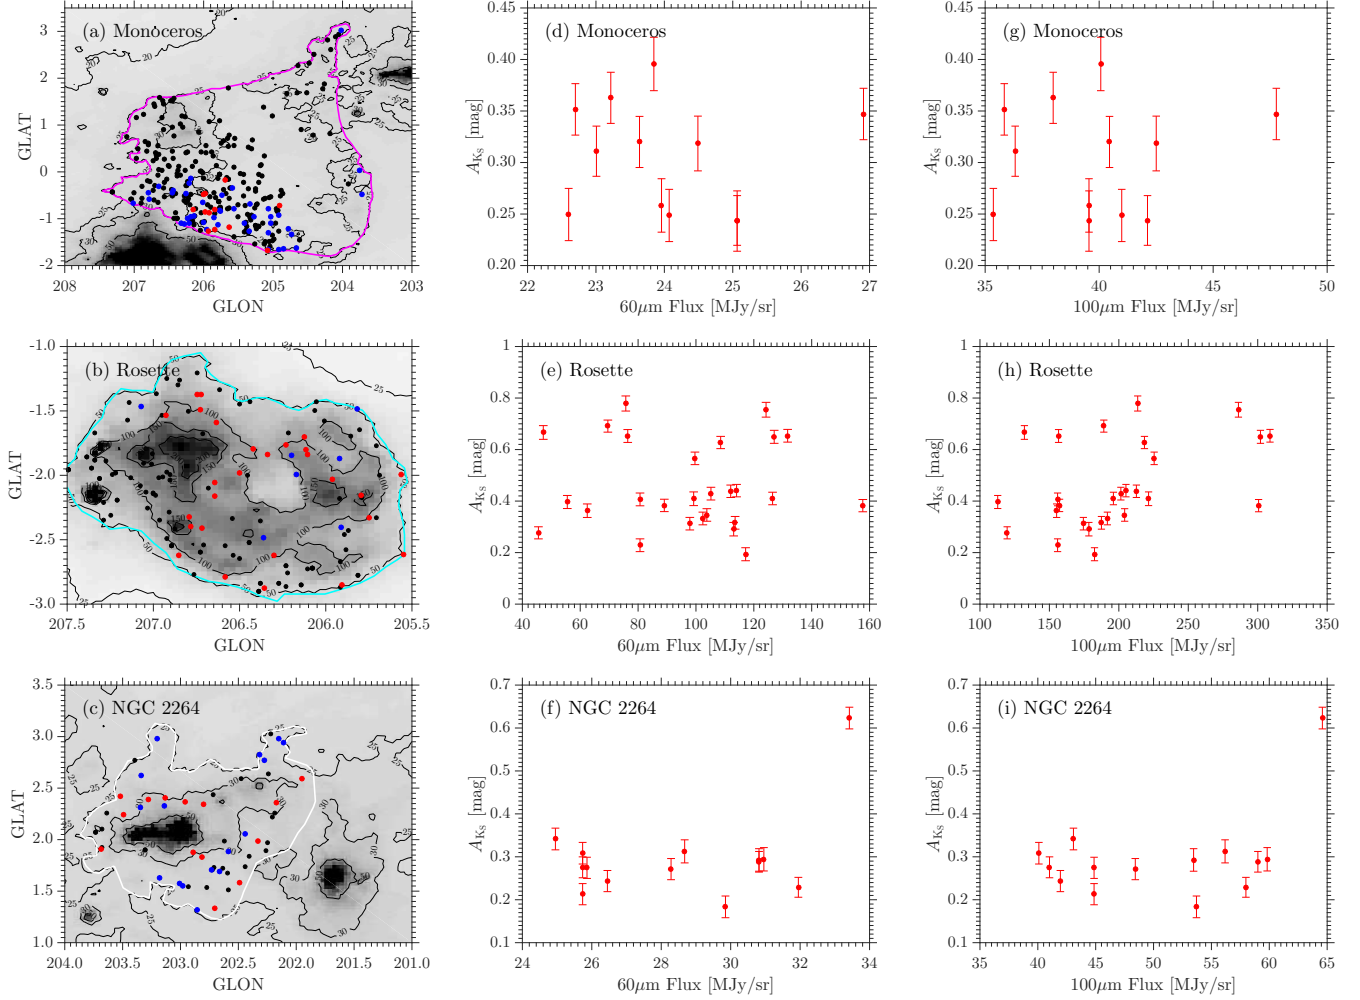 (a) Monoceros
3
2
1
0
-1
-2
GLAT
208 207 206 205 204 203
GLON
(d) Monoceros
0.45
0.40
0.35
0.30
0.25
0.20
A_Ks [mag]
22 23 24 25 26 27
60μm Flux [MJy/sr]
(g) Monoceros
0.45
0.40
0.35
0.30
0.25
0.20
A_Ks [mag]
35 40 45 50
100μm Flux [MJy/sr]
(b) Rosette
-1.0
-1.5
-2.0
-2.5
-3.0
GLAT
207.5 207.0 206.5 206.0 205.5
GLON
(e) Rosette
1
0.8
0.6
0.4
0.2
0
A_Ks [mag]
40 60 80 100 120 140 160
60μm Flux [MJy/sr]
(h) Rosette
1
0.8
0.6
0.4
0.2
0
A_Ks [mag]
100 150 200 250 300 350
100μm Flux [MJy/sr]
(c) NGC 2264
3.5
3.0
2.5
2.0
1.5
1.0
GLAT
204.0 203.5 203.0 202.5 202.0 201.5 201.0
GLON
(f) NGC 2264
0.7
0.6
0.5
0.4
0.3
0.2
0.1
A_Ks [mag]
24 26 28 30 32 34
60μm Flux [MJy/sr]
(i) NGC 2264
0.7
0.6
0.5
0.4
0.3
0.2
0.1
A_Ks [mag]
35 40 45 50 55 60 65
100μm Flux [MJy/sr]